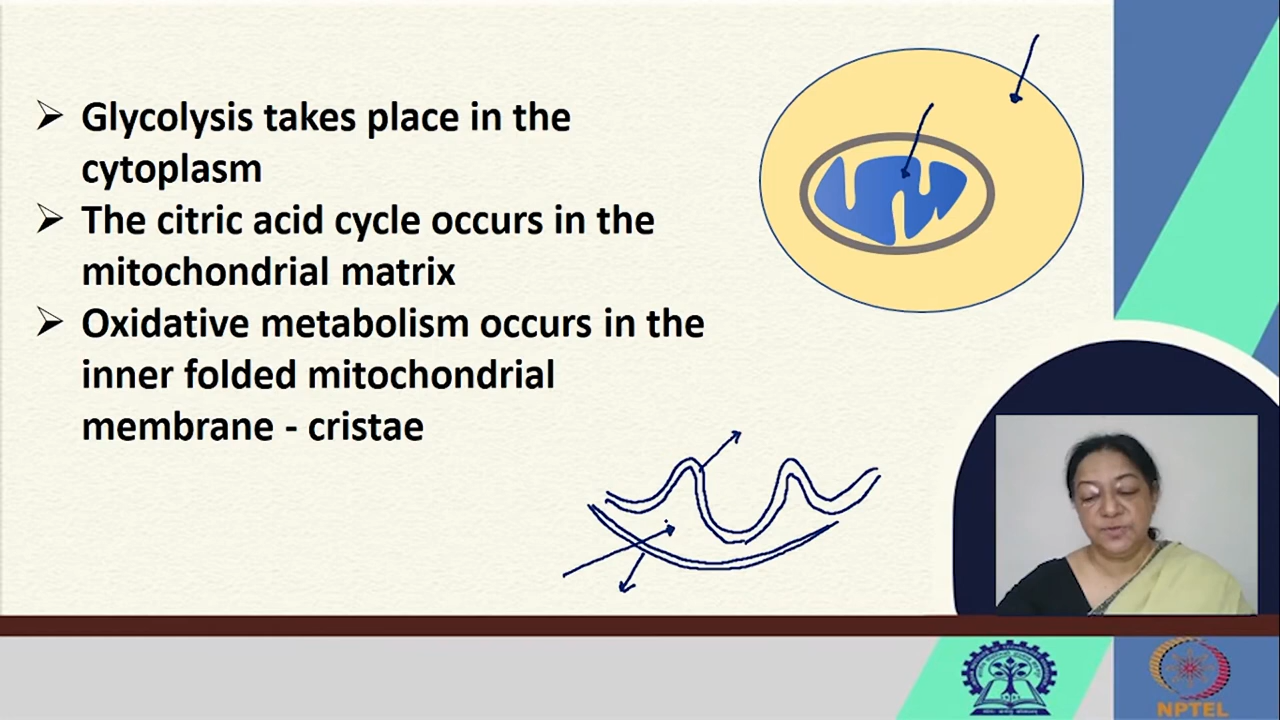 ➢ Glycolysis takes place in the
cytoplasm
➢ The citric acid cycle occurs in the
mitochondrial matrix
➢ Oxidative metabolism occurs in the
inner folded mitochondrial
membrane - cristae
NPTEL